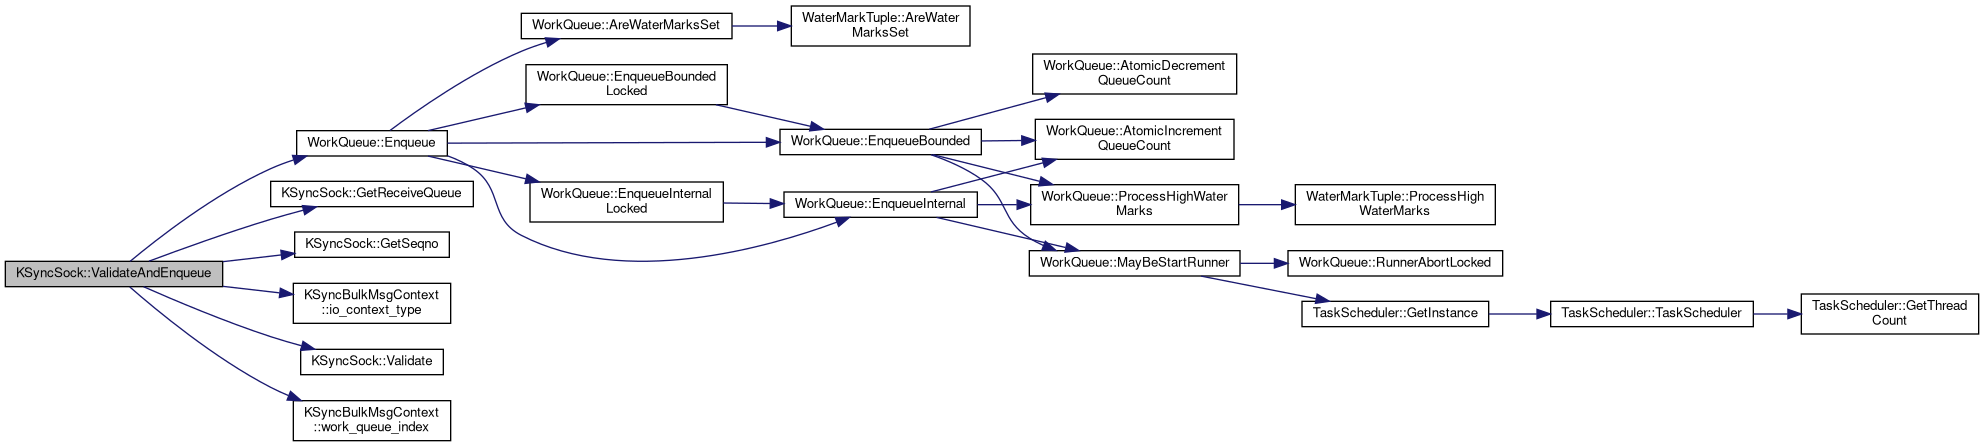 KSyncSock::ValidateAndEnqueue
WorkQueue::Enqueue
KSyncSock::GetReceiveQueue
KSyncSock::GetSeqno
KSyncBulkMsgContext
::io_context_type
KSyncSock::Validate
KSyncBulkMsgContext
::work_queue_index
WorkQueue::AreWaterMarksSet
WorkQueue::EnqueueBounded
Locked
WorkQueue::EnqueueInternal
Locked
WaterMarkTuple::AreWater
MarksSet
WorkQueue::EnqueueBounded
WorkQueue::EnqueueInternal
WorkQueue::AtomicDecrement
QueueCount
WorkQueue::AtomicIncrement
QueueCount
WorkQueue::ProcessHighWater
Marks
WorkQueue::MayBeStartRunner
WaterMarkTuple::ProcessHigh
WaterMarks
WorkQueue::RunnerAbortLocked
TaskScheduler::GetInstance
TaskScheduler::TaskScheduler
TaskScheduler::GetThread
Count